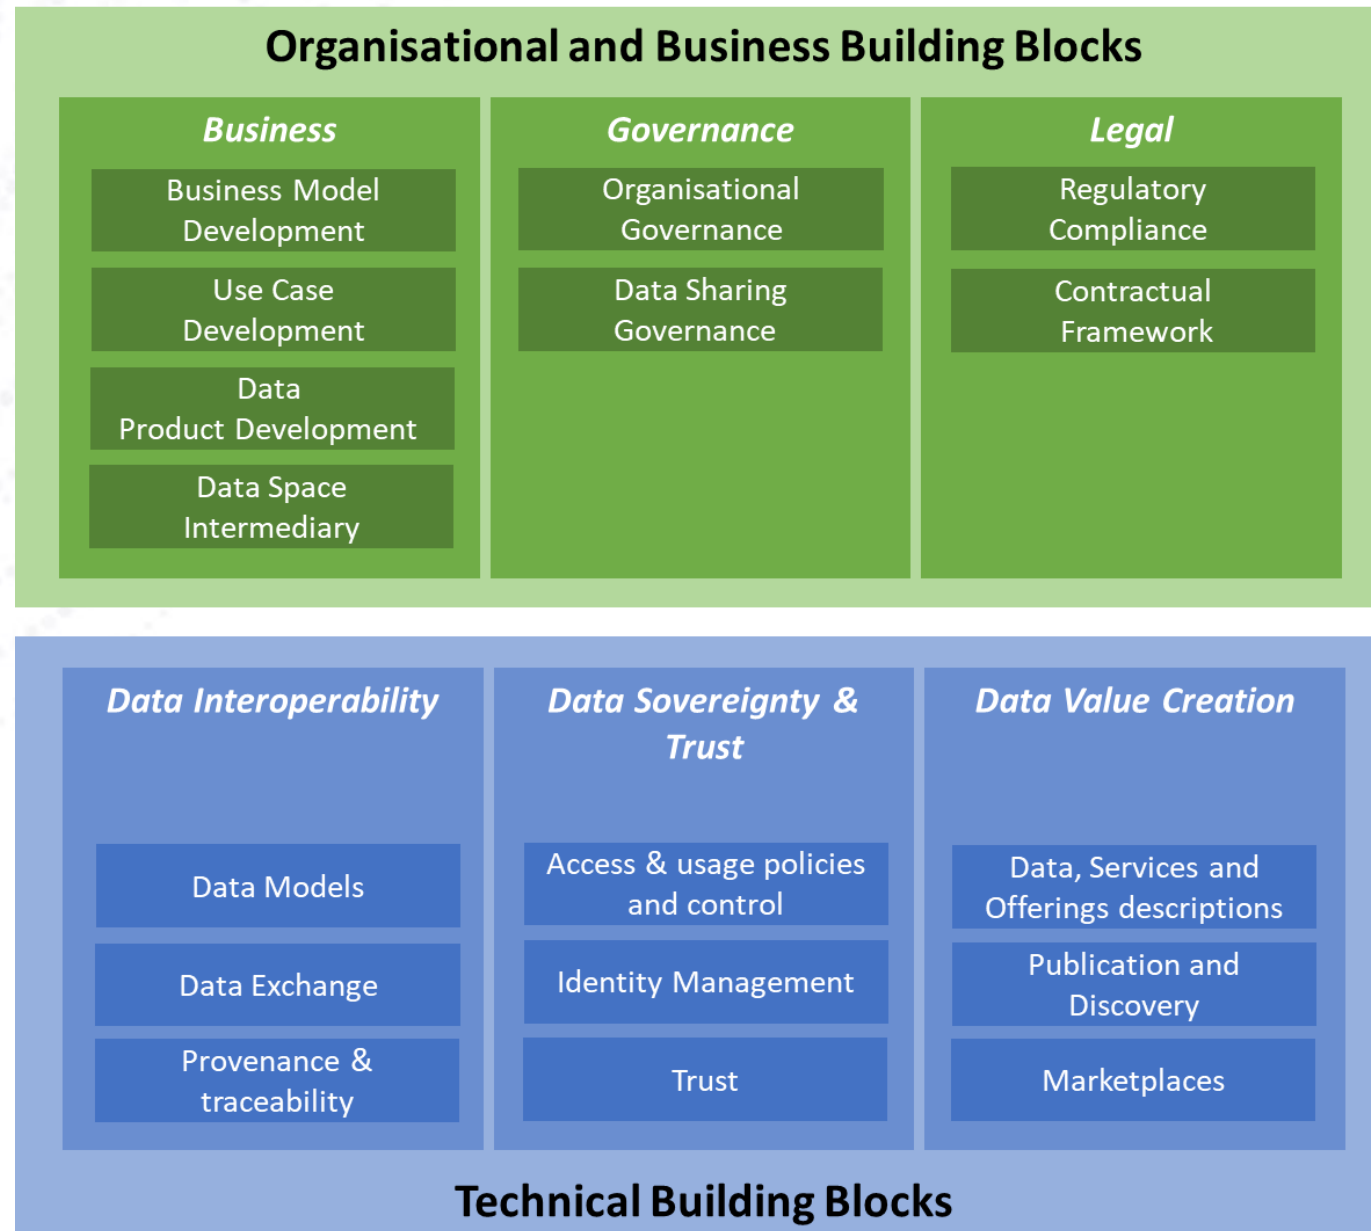 Organisational and Business Building Blocks
Business
Business Model
Development
Use Case
Development
Data
Product Development
Data Space
Intermediary
Governance
Organisational
Governance
Data Sharing
Governance
Legal
Regulatory
Compliance
Contractual
Framework
Data Interoperability
Data Models
Data Exchange
Provenance &
traceability
Data Sovereignty &
Trust
Access & usage policies
and control
Identity Management
Trust
Data Value Creation
Data, Services and
Offerings descriptions
Publication and
Discovery
Marketplaces
Technical Building Blocks